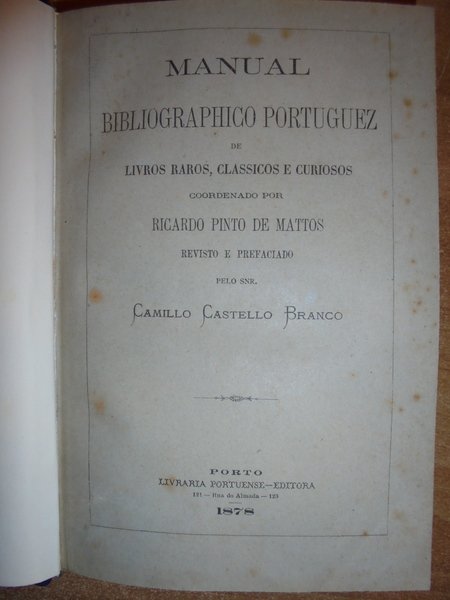 MANUAL
BIBLIOGRAPHICO PORTUGUEZ
DE
LIVROS RAROS, CLASSICOS E CURIOSOS
COORDENADO POR
RICARDO PINTO DE MATTOS
REVISTO E PREFACIADO
PELO SNR.
CAMILLO CASTELLO BRANCO
PORTO
LIVRARIA PORTUENSE—EDITORA
121 — Rua do Almada — 123
1878